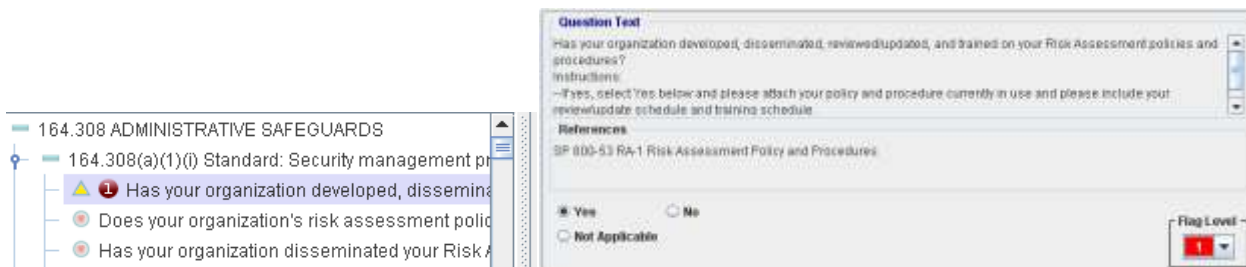 164.308 ADMINISTRATIVE SAFEGUARDS
164.308(a)(1)(i) Standard: Security management pr
1 Has your organization developed, dissemina
Does your organization's risk assessment polic
Has your organization disseminated your Risk A
Question Text
Has your organization developed, disseminated, reviewed/updated, and trained on your Risk Assessment policies and
procedures?
Instructions:
--If yes, select Yes below and please attach your policy and procedure currently in use and please include your
review/update schedule and training schedule
References
SP 800-53 RA-1 Risk Assessment Policy and Procedures
Yes No
Not Applicable
Flag Level
1